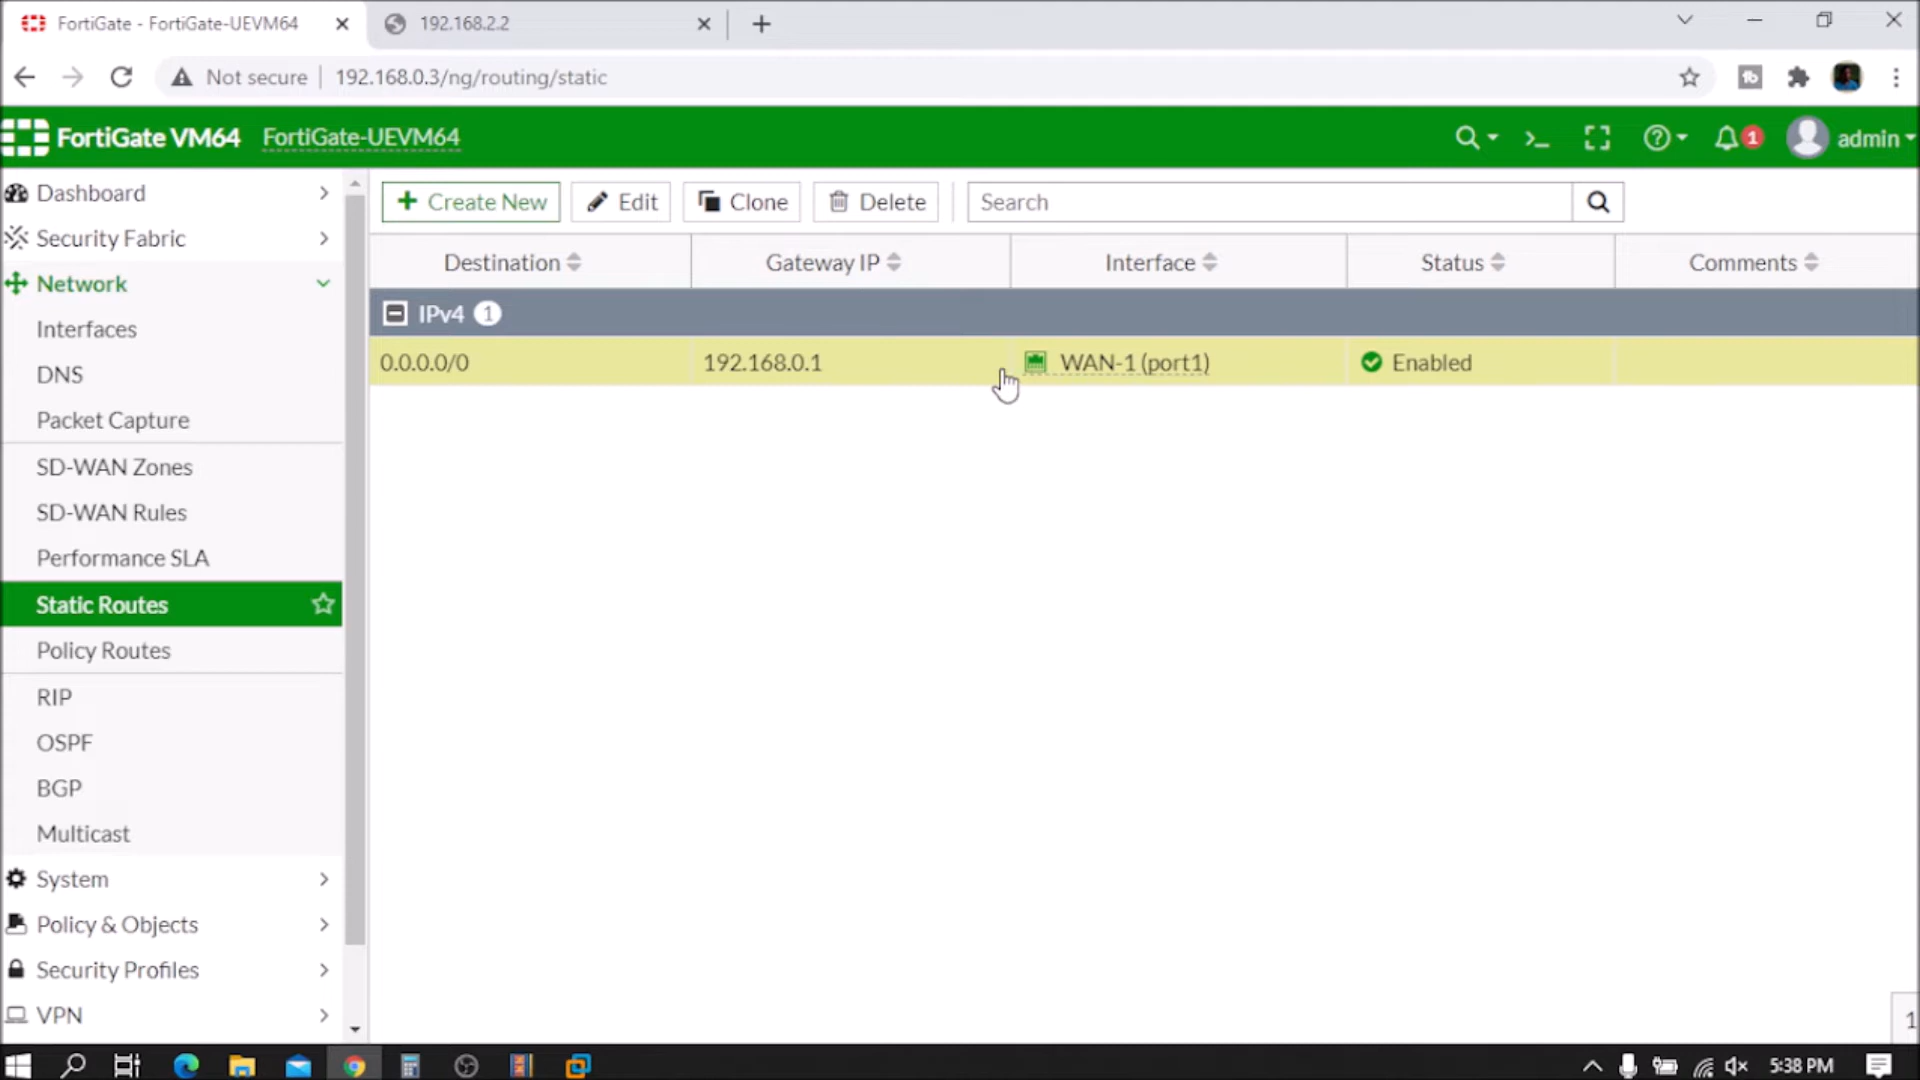 FortiGate - FortiGate-UEVM64
192.168.2.2
Not secure
192.168.0.3/ng/routing/static
FortiGate VM64
FortiGate-UEVM64
>_
1
admin
Dashboard
Security Fabric
Network
Interfaces
DNS
Packet Capture
SD-WAN Zones
SD-WAN Rules
Performance SLA
Static Routes
Policy Routes
RIP
OSPF
BGP
Multicast
System
Policy & Objects
Security Profiles
VPN
+ Create New
Edit
Clone
Delete
Search
Destination
Gateway IP
Interface
Status
Comments
IPv4 1
0.0.0.0/0
192.168.0.1
WAN-1 (port1)
Enabled
1
5:38 PM